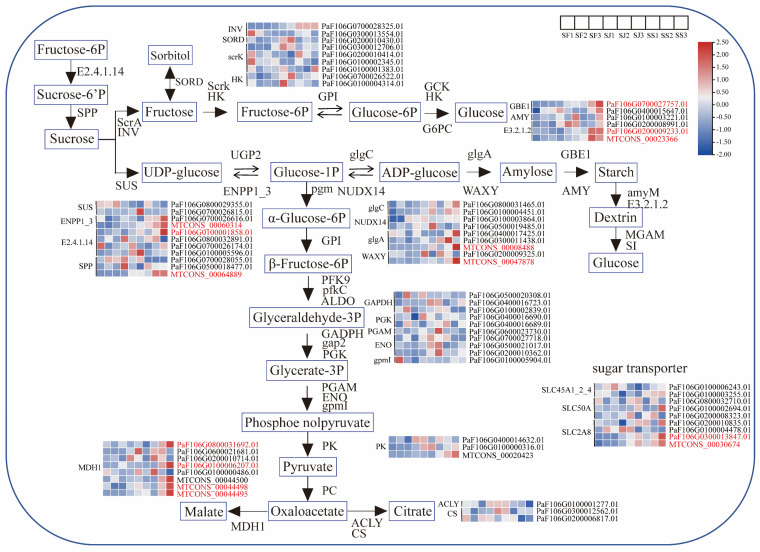 INV PaF106G0700028325.01
PaF106G0300013554.01
SORD PaF106G0200010430.01
PaF106G0300012706.01
scrK PaF106G0200010414.01
PaF106G0100002345.01
PaF106G0100001383.01
HK PaF106G0700026522.01
PaF106G0100004314.01
SF1 SF2 SF3 SJ1 SJ2 SJ3 SS1 SS2 SS3
2.50
2.00
1.50
1.00
0.50
0.00
-0.50
-1.00
-1.50
-2.00
Fructose-6P
E2.4.1.14
Sucrose-6'P
SPP
Sucrose
Sorbitol
SORD
ScrA
INV
Fructose
Scrk
HK
Fructose-6P
GPI
Glucose-6P
GCK
HK
G6PC
Glucose
GBE1 PaF106G0700027757.01
PaF106G0400015647.01
AMY1 PaF106G0100003221.01
PaF106G0200008991.01
E3.2.1.2 PaF106G0200009233.01
MTCONS_00023366
SUS
UDP-glucose
UGP2
ENPP1_3
Glucose-1P
glgC
NUDX14
ADP-glucose
glgA
WAXY
Amylose
GBE1
AMY
Starch
amyM
E3.2.1.2
Dextrin
MGAM
SI
Glucose
pgm
α-Glucose-6P
GPI
β-Fructose-6P
PFK9
pfkC
ALDO
Glyceraldehyde-3P
GADPH
gap2
PGK
Glycerate-3P
PGAM
ENO
gpmI
Phosphoe nolpyruvate
PK
Pyruvate
PC
Oxaloacetate
MDH1
Malate
ACLY
CS
Citrate
SUS PaF106G0800029355.01
PaF106G0700026815.01
ENPP1_3 PaF106G0700026616.01
MTCONS_00060314
PaF106G0100001858.01
E2.4.1.14 PaF106G0800032891.01
PaF106G0700026174.01
PaF106G0100005596.01
PaF106G0700028055.01
SPP PaF106G0500018477.01
MTCONS_00064889
glgC PaF106G0800031465.01
PaF106G0100004451.01
NUDX14 PaF106G0100003864.01
PaF106G0500019485.01
PaF106G0400017425.01
glgA PaF106G0300011438.01
MTCONS_00008488
WAXY PaF106G0200009325.01
MTCONS_00047878
PaF106G0500020308.01
GAPDH PaF106G0400016723.01
PaF106G0100002839.01
PGK PaF106G0400016690.01
PaF106G0400016689.01
PGAM PaF106G0600023730.01
PaF106G0700027718.01
ENO PaF106G0500021017.01
PaF106G0200010362.01
gpmI PaF106G0100005904.01
sugar transporter
SLC45A1_2_4 PaF106G0100006243.01
PaF106G0100003255.01
PaF106G0800032710.01
SLC50A PaF106G0100002694.01
PaF106G0200008323.01
PaF106G0200010835.01
SLC2A8 PaF106G0100004478.01
PaF106G0300013847.01
MTCONS_00030674
PaF106G0800031692.01
PaF106G0600021681.01
PaF106G0200010714.01
MDH1 PaF106G0100006207.01
PaF106G0100000486.01
MTCONS_00044500
MTCONS_00044498
MTCONS_00044495
PaF106G0400014632.01
PK PaF106G0100000316.01
MTCONS_00020423
ACLY PaF106G0100001277.01
CS PaF106G0300012562.01
PaF106G0200006817.01